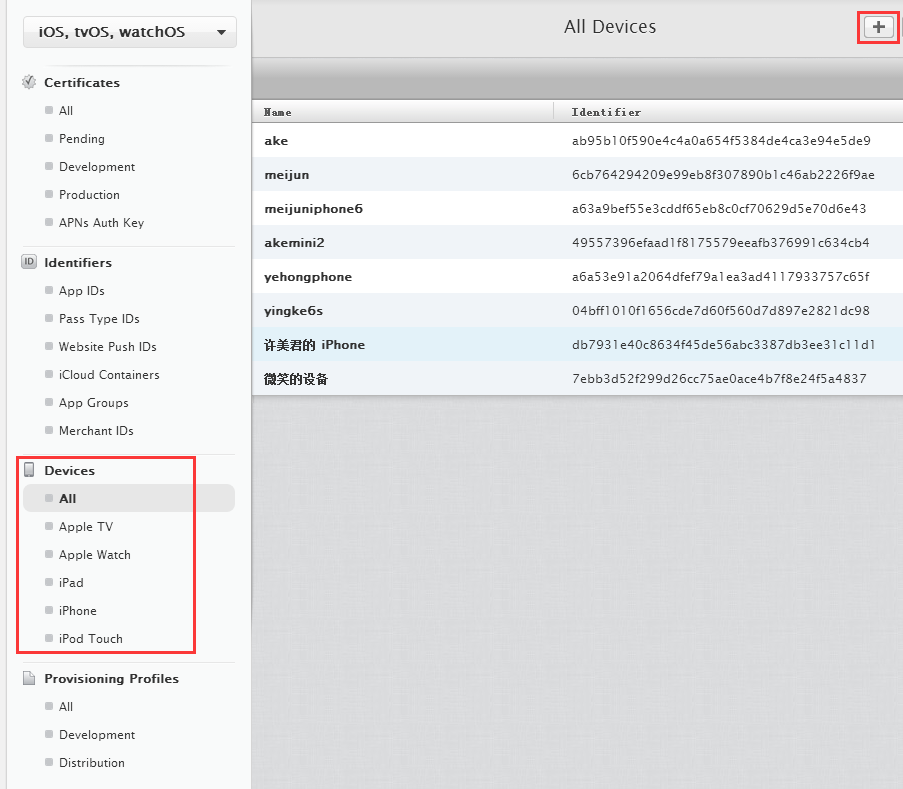 iOS, tvOS, watchOS
Certificates
All
Pending
Development
Production
APNs Auth Key
ID
Identifiers
App IDs
Pass Type IDs
Website Push IDs
iCloud Containers
App Groups
Merchant IDs
Devices
All
Apple TV
Apple Watch
iPad
iPhone
iPod Touch
Provisioning Profiles
All
Development
Distribution
All Devices
+
Name Identifier
ake ab95b10f590e4c4a0a654f5384de4ca3e94e5de9
meijun 6cb764294209e99eb8f307890b1c46ab2226f9ae
meijuniphone6 a63a9bef55e3cddf65eb8c0cf70629d5e70d6e43
akemini2 49557396efaad1f8175579eeafb376991c634cb4
yehongphone a6a53e91a2064dfef79a1ea3ad4117933757c65f
yingke6s 04bff1010f1656cde7d60f560d7d897e2821dc98
许美君的 iPhone db7931e40c8634f45de56abc3387db3ee31c11d1
微笑的设备 7ebb3d52f299d26cc75ae0ace4b7f8e24f5a4837